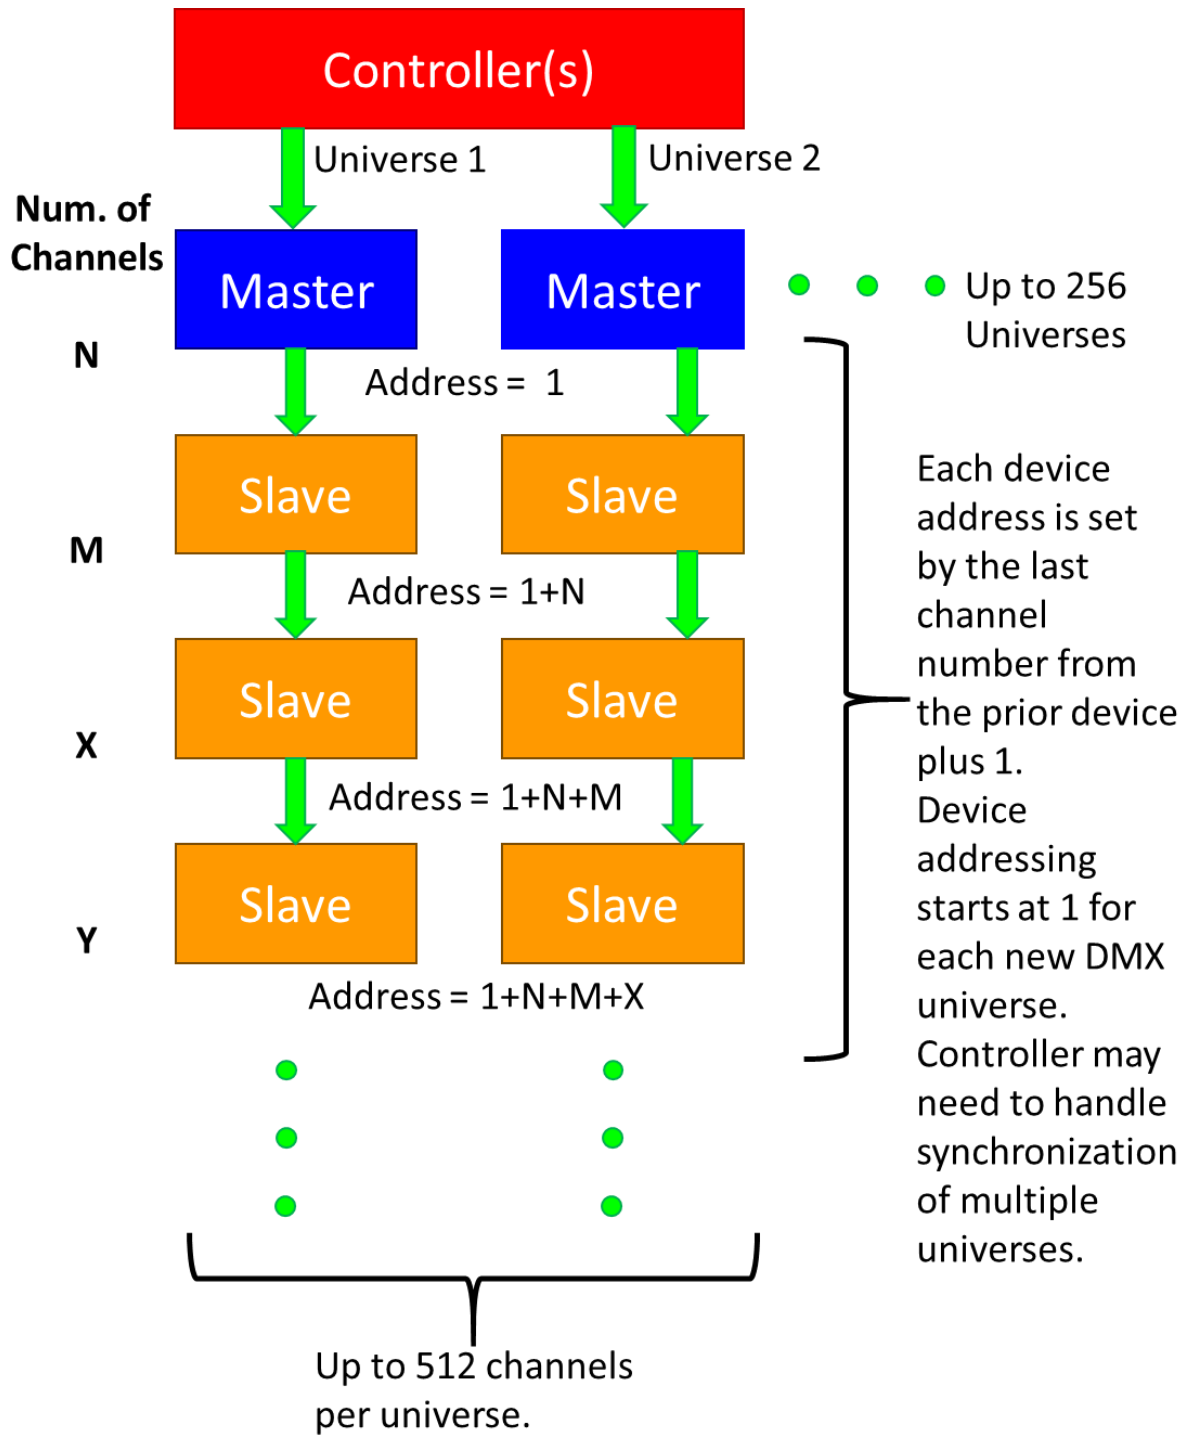 Controller(s)
Universe 1
Universe 2
Num. of
Channels
Master
Master
Up to 256
Universes
N
Address =  1
Slave
Slave
M
Address = 1+N
Slave
Slave
X
Address = 1+N+M
Slave
Slave
Y
Address = 1+N+M+X
Each device
address is set
by the last
channel
number from
the prior device
plus 1.
Device
addressing
starts at 1 for
each new DMX
universe.
Controller may
need to handle
synchronization
of multiple
universes.
Up to 512 channels
per universe.